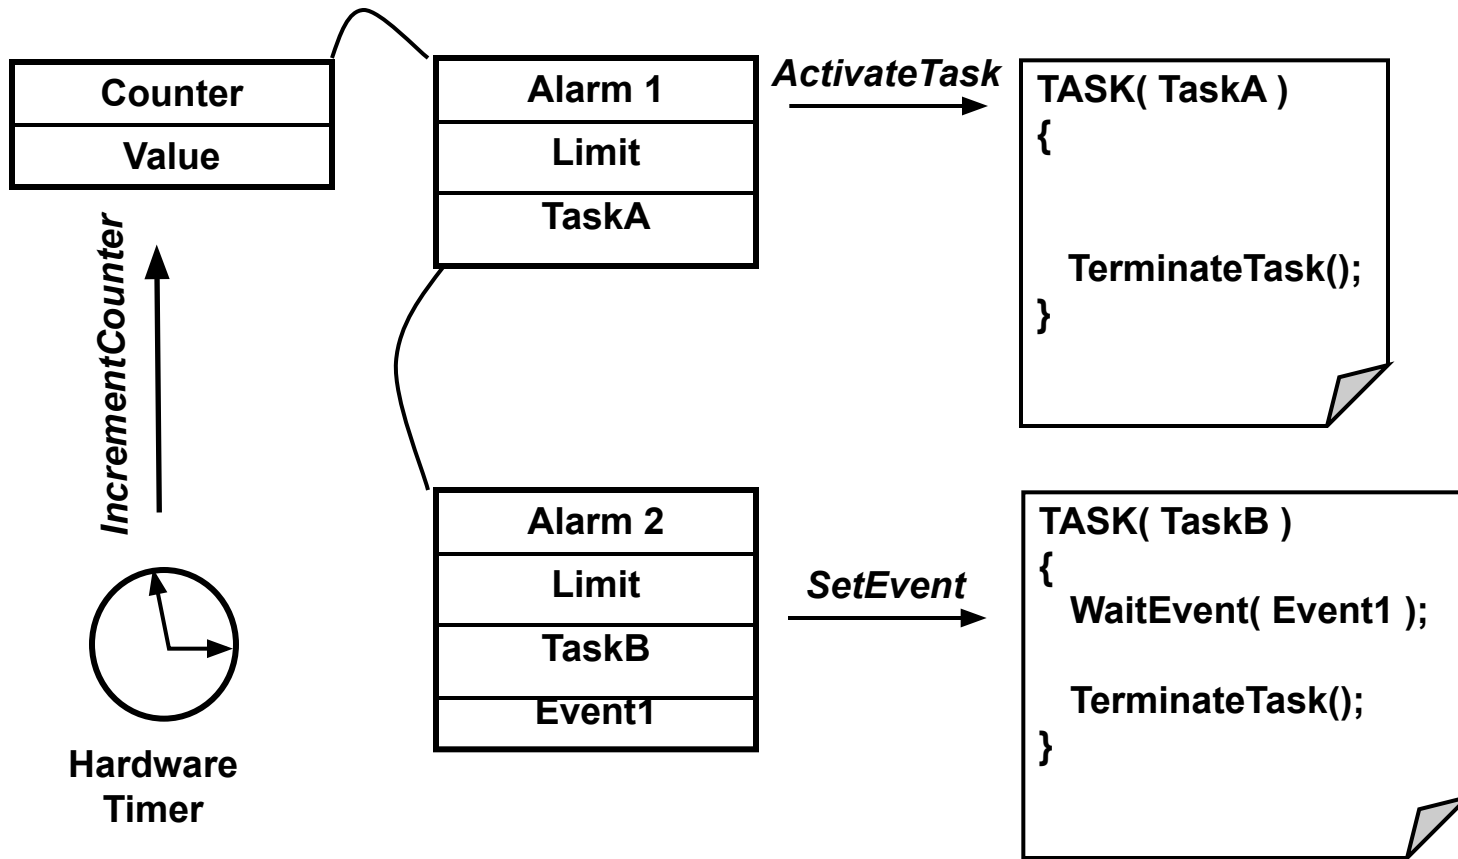 Counter
Value
IncrementCounter
Hardware
Timer
Alarm 1
Limit
TaskA
ActivateTask
TASK( TaskA )
{
TerminateTask();
}
Alarm 2
Limit
TaskB
Event1
SetEvent
TASK( TaskB )
{
WaitEvent( Event1 );
TerminateTask();
}